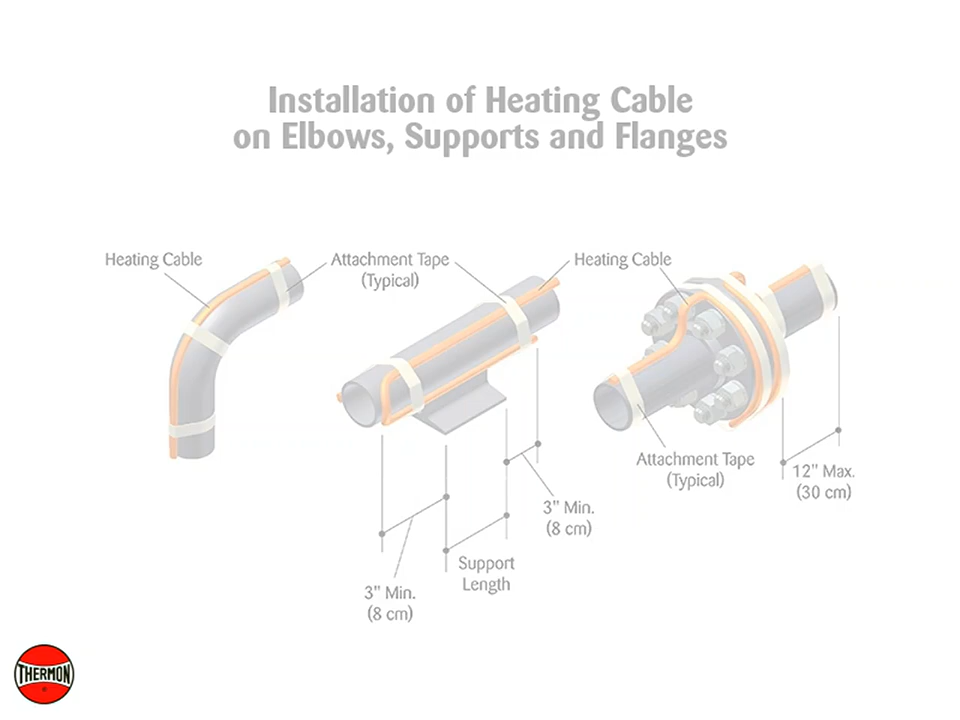 Installation of Heating Cable
on Elbows, Supports and Flanges
Heating Cable
Attachment Tape
(Typical)
Heating Cable
Attachment Tape
(Typical)
12" Max.
(30 cm)
3" Min.
(8 cm)
Support
Length
3" Min.
(8 cm)
THERMON
®